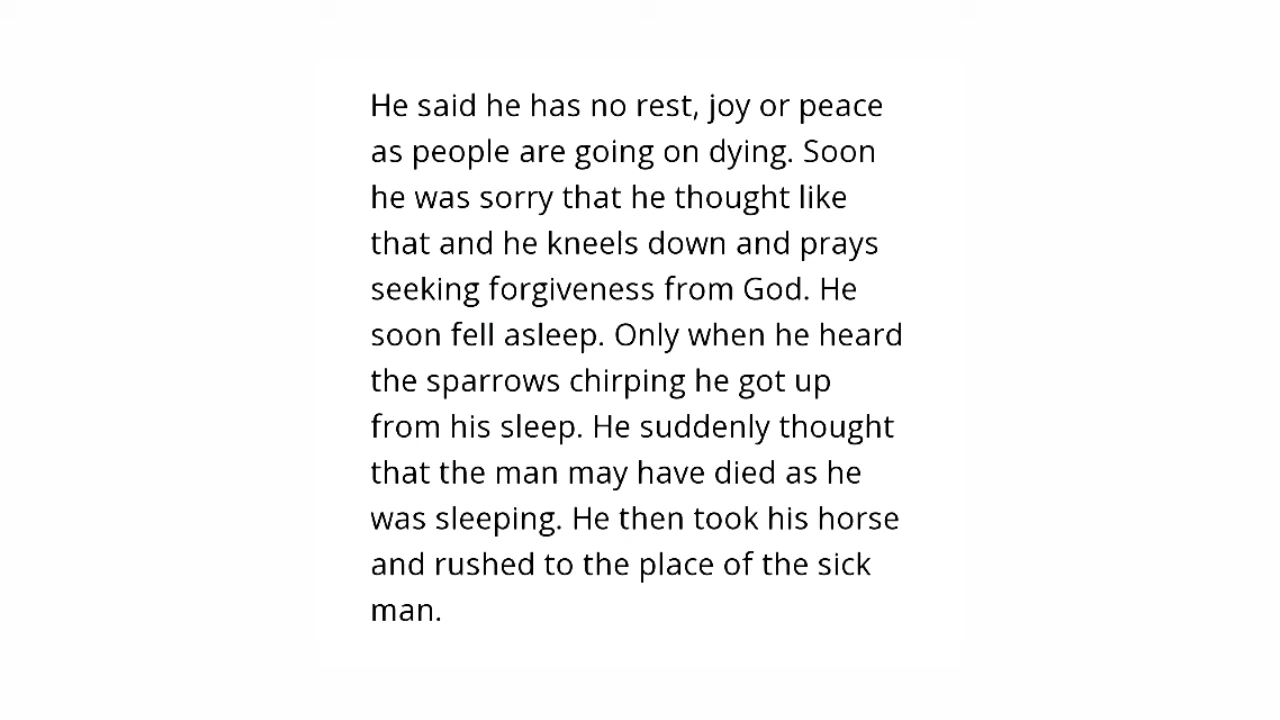 He said he has no rest, joy or peace
as people are going on dying. Soon
he was sorry that he thought like
that and he kneels down and prays
seeking forgiveness from God. He
soon fell asleep. Only when he heard
the sparrows chirping he got up
from his sleep. He suddenly thought
that the man may have died as he
was sleeping. He then took his horse
and rushed to the place of the sick
man.